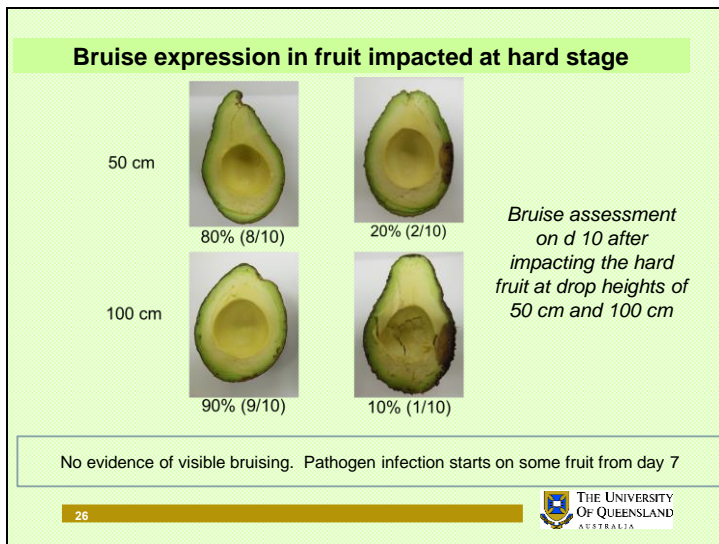 Bruise expression in fruit impacted at hard stage
50 cm
80% (8/10)
20% (2/10)
Bruise assessment
on d 10 after
impacting the hard
fruit at drop heights of
50 cm and 100 cm
100 cm
90% (9/10)
10% (1/10)
No evidence of visible bruising.  Pathogen infection starts on some fruit from day 7
26
THE UNIVERSITY
OF QUEENSLAND
AUSTRALIA